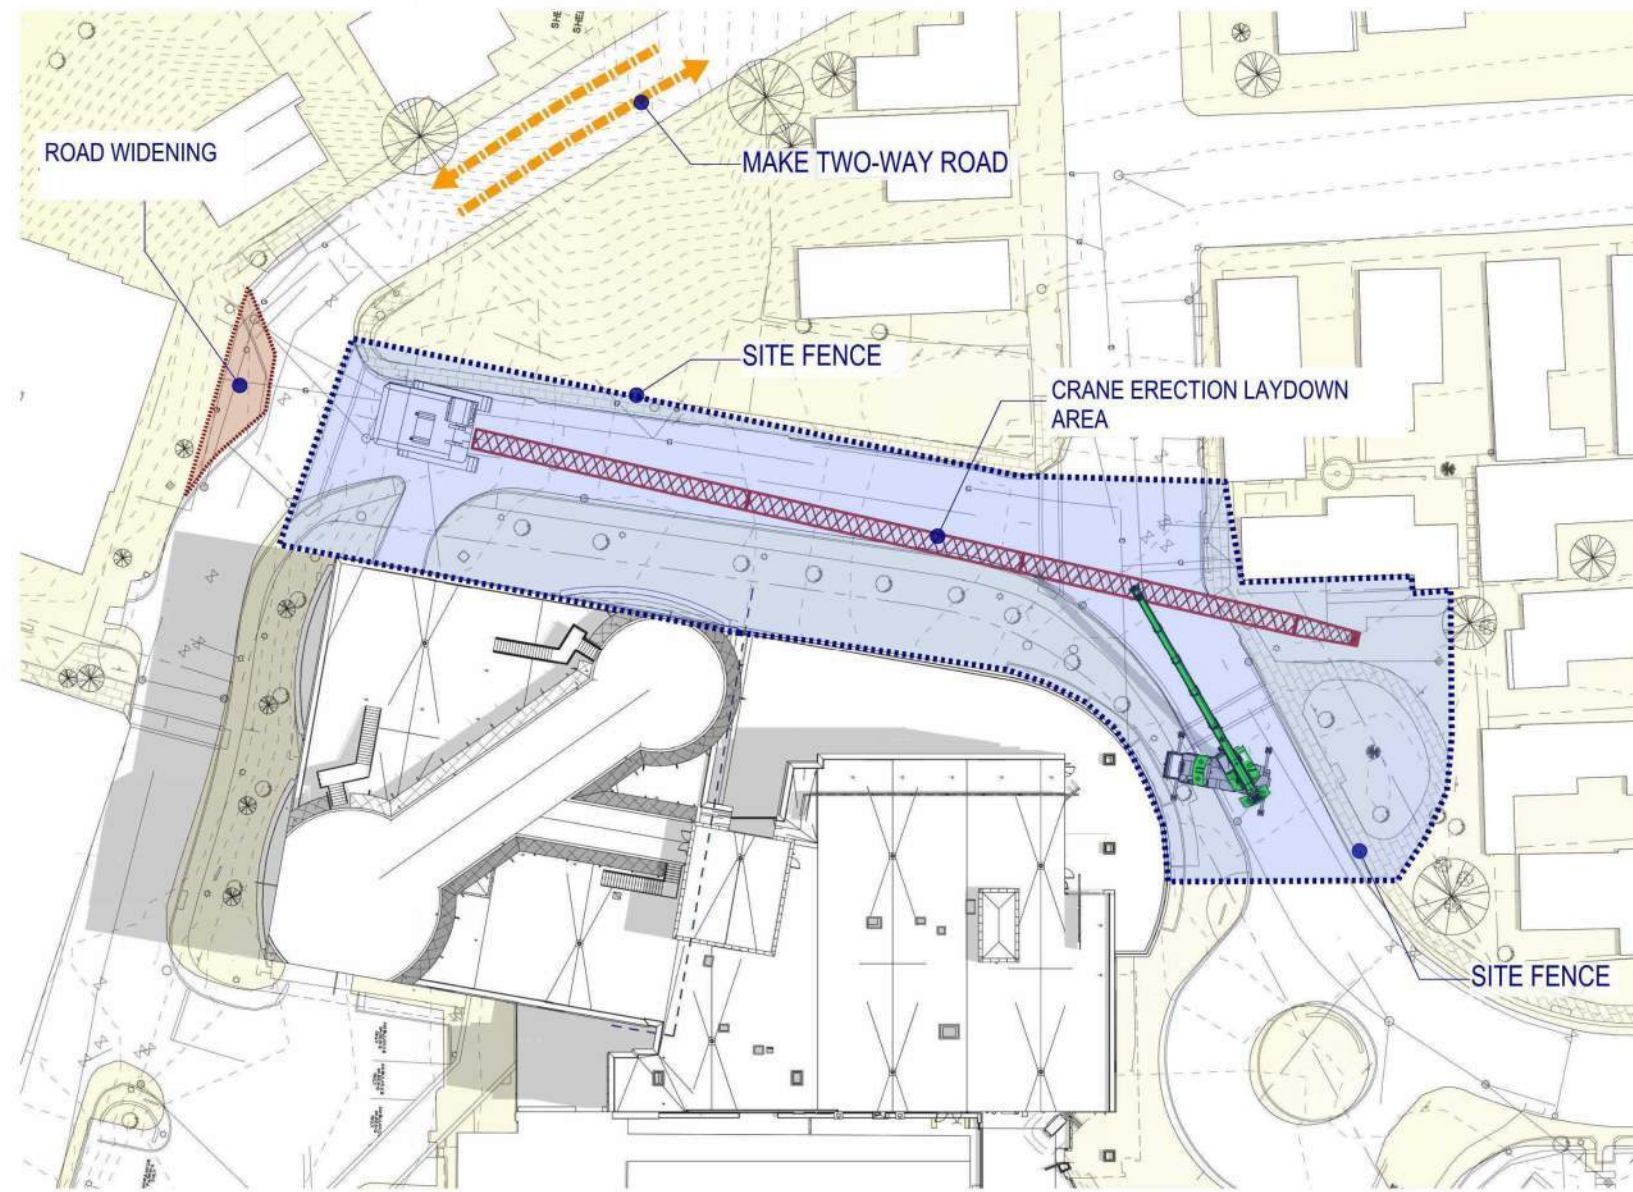 ROAD WIDENING
MAKE TWO-WAY ROAD
SITE FENCE
CRANE ERECTION LAYDOWN
AREA
SITE FENCE